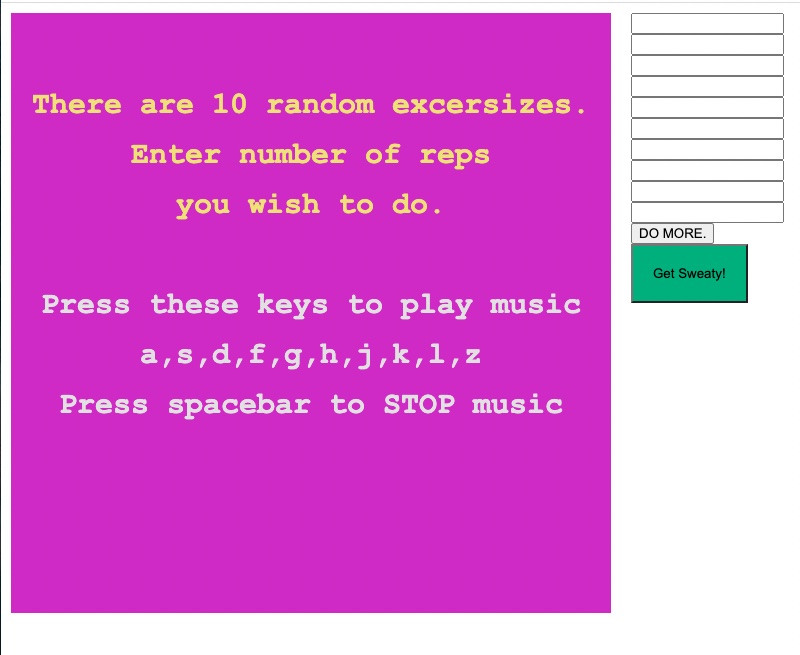 There are 10 random excersizes.
Enter number of reps
you wish to do.
Press these keys to play music
a,s,d,f,g,h,j,k,l,z
Press spacebar to STOP music
DO MORE.
Get Sweaty!